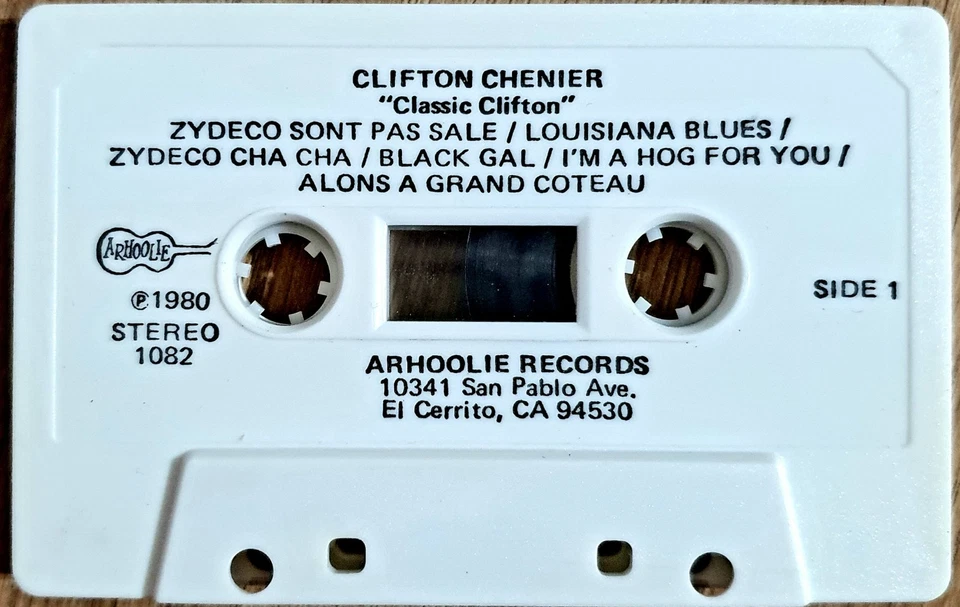 CLIFTON CHENIER
"Classic Clifton"
ZYDECO SONT PAS SALE / LOUISIANA BLUES /
ZYDECO CHA CHA / BLACK GAL / I'M A HOG FOR YOU /
ALONS A GRAND COTEAU
ARHOOLIE
℗1980
STEREO
1082
SIDE 1
ARHOOLIE RECORDS
10341 San Pablo Ave.
El Cerrito, CA 94530